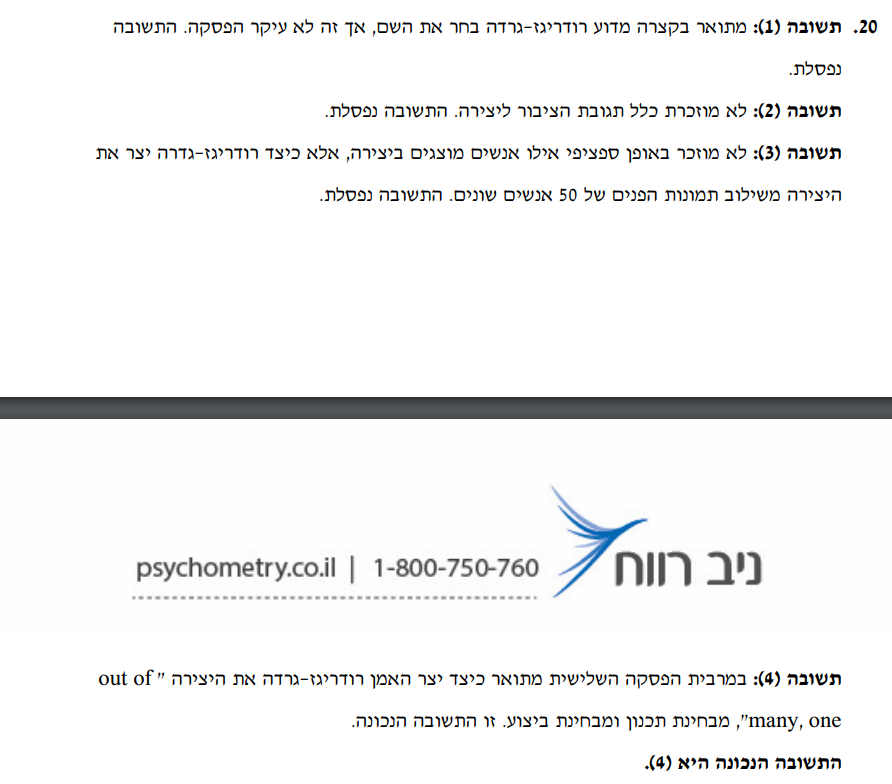 20. תשובה (1): מתואר בקצרה מדוע רודריגז-גרדה בחר את השם, אך זה לא עיקר הפסקה. התשובה
נפסלת.
תשובה (2): לא מוזכרת כלל תגובת הציבור ליצירה. התשובה נפסלת.
תשובה (3): לא מוזכר באופן ספציפי אילו אנשים מוצגים ביצירה, אלא כיצד רודריגז-גדרה יצר את
היצירה משילוב תמונות הפנים של 50 אנשים שונים. התשובה נפסלת.
psychometry.co.il | 1-800-750-760
ניב רווח
תשובה (4): במרבית הפסקה השלישית מתואר כיצד יצר האמן רודריגז-גרדה את היצירה "out of
many, one", מבחינת תכנון ומבחינת ביצוע. זו התשובה הנכונה.
התשובה הנכונה היא (4).